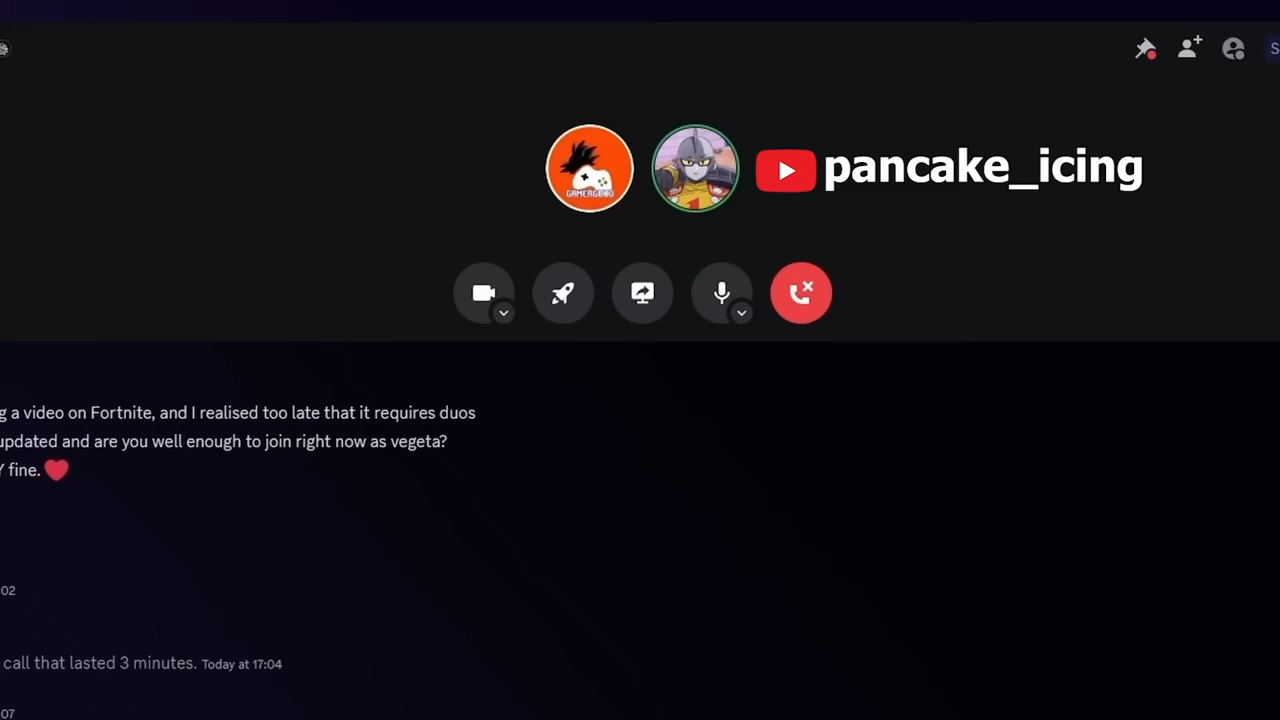 S
GAMERGOKU
pancake_icing
g a video on Fortnite, and I realised too late that it requires duos
updated and are you well enough to join right now as vegeta?
Y fine.
:02
call that lasted 3 minutes. Today at 17:04
:07